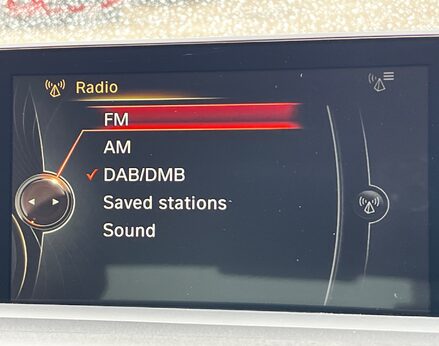 Radio
FM
AM
DAB/DMB
Saved stations
Sound